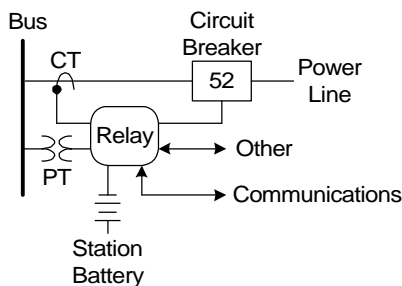 Bus
CT
Circuit
Breaker
52
Power
Line
Relay
PT
Other
Communications
Station
Battery